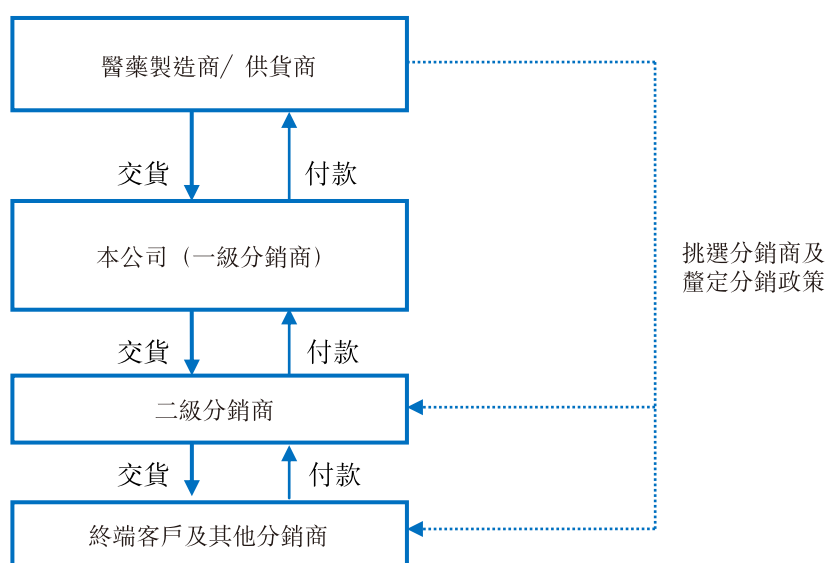 醫藥製造商/ 供貨商
交貨
付款
本公司（一級分銷商）
挑選分銷商及
釐定分銷政策
交貨
付款
二級分銷商
交貨
付款
終端客戶及其他分銷商